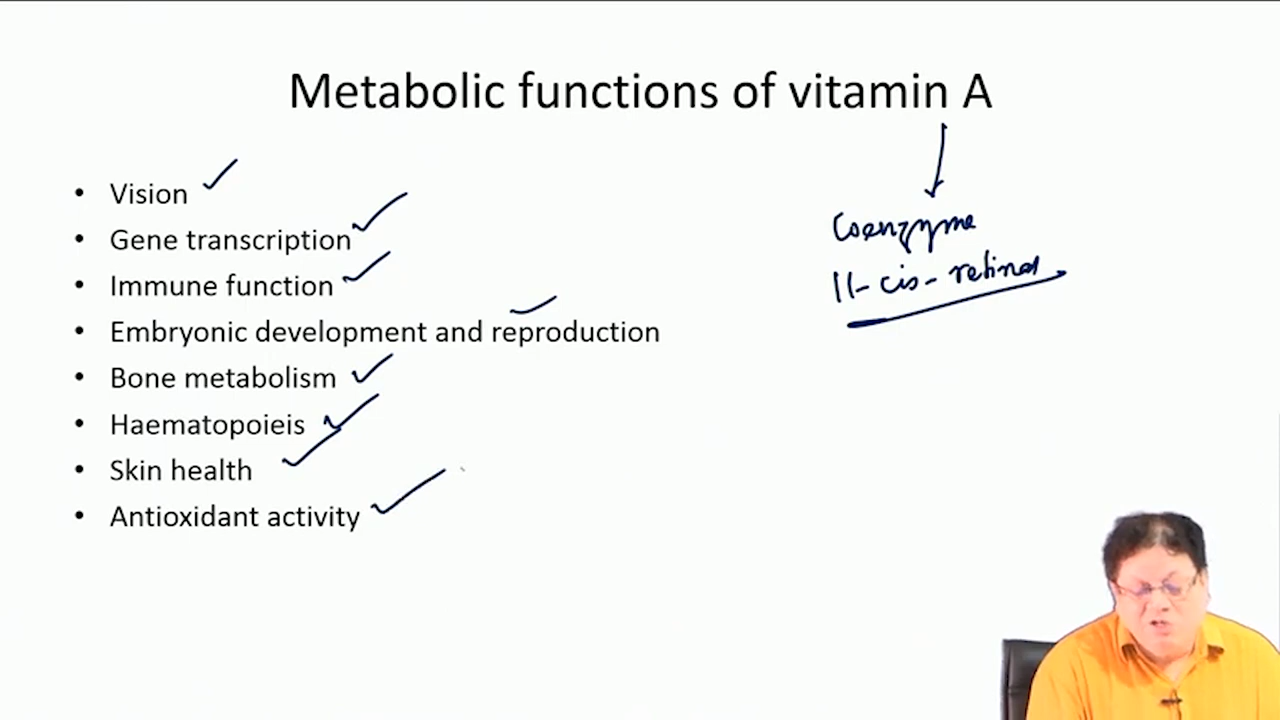 Metabolic functions of vitamin A
• Vision
• Gene transcription
• Immune function
• Embryonic development and reproduction
• Bone metabolism
• Haematopoieis
• Skin health
• Antioxidant activity
Coenzyme
11-cis-retinal